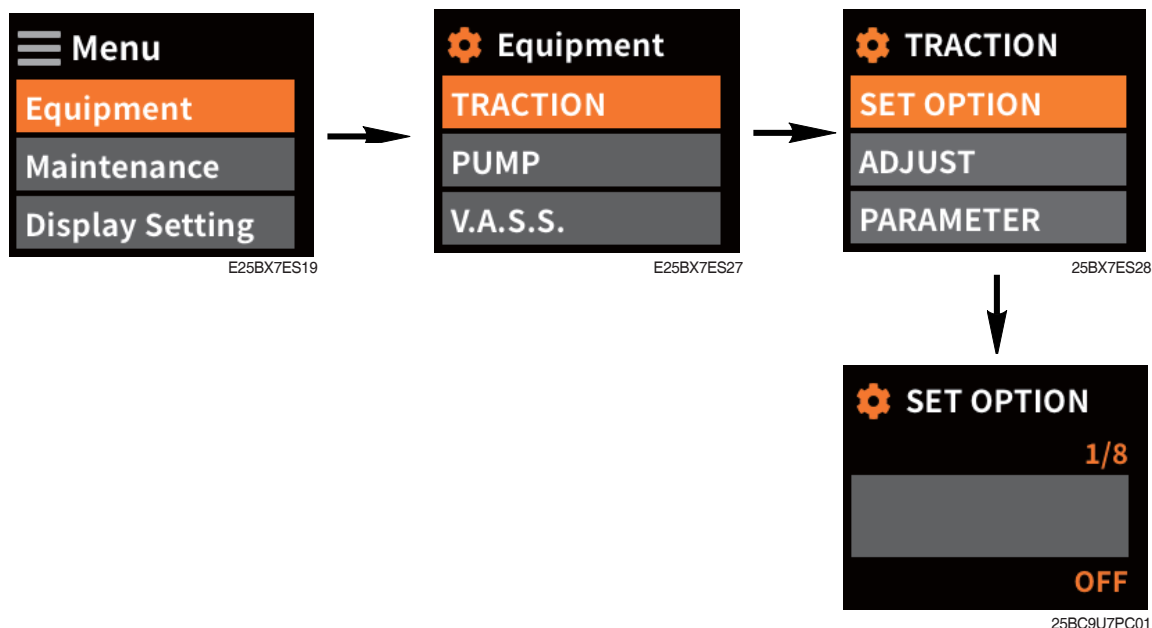 Menu
Equipment
Maintenance
Display Setting
E25BX7ES19
Equipment
TRACTION
PUMP
V.A.S.S.
E25BX7ES27
TRACTION
SET OPTION
ADJUST
PARAMETER
25BX7ES28
SET OPTION
1/8
OFF
25BC9U7PC01